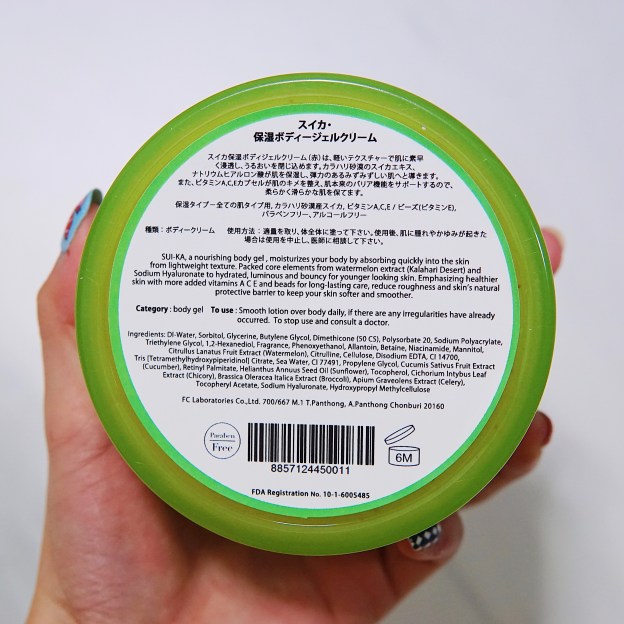 スイカ・
保湿ボディージェルクリーム
スイカ保湿ボディジェルクリーム（赤）は、軽いテクスチャーで肌に素早
く浸透し、うるおいを閉じ込めます。カラハリ砂漠のスイカエキス、
ナトリウムヒアルロン酸が肌を保湿し、弾力のあるみずみずしい肌へと導きます。
また、ビタミンA,C,Eカプセルが肌のキメを整え、肌本来のバリア機能をサポートするので、
柔らかく滑らかな肌を保てます。
保湿タイプー全ての肌タイプ用, カラハリ砂漠産スイカ, ビタミンA,C,E / ビーズ(ビタミンE),
パラベンフリー、アルコールフリー
種類：ボディークリーム 使用方法：適量を取り、体全体に塗って下さい。使用後、肌に腫れやかゆみが起きた
場合は使用を中止し、医師に相談して下さい。
SUI-KA, a nourishing body gel , moisturizes your body by absorbing quickly into the skin
from lightweight texture. Packed core elements from watermelon extract (Kalahari Desert) and
Sodium Hyaluronate to hydrated, luminous and bouncy for younger looking skin. Emphasizing healthier
skin with more added vitamins A C E and beads for long-lasting care, reduce roughness and skin's natural
protective barrier to keep your skin softer and smoother.
Category : body gel To use : Smooth lotion over body daily, if there are any irregularities have already
occurred. To stop use and consult a doctor.
Ingredients: DI-Water, Sorbitol, Glycerine, Butylene Glycol, Dimethicone (50 CS), Polysorbate 20, Sodium Polyacrylate,
Triethylene Glycol, 1,2-Hexanediol, Fragrance, Phenoxyethanol, Allantoin, Betaine, Niacinamide, Mannitol,
Citrullus Lanatus Fruit Extract (Watermelon), Citrulline, Cellulose, Disodium EDTA, CI 14700,
Tris [Tetramethylhydroxypiperidinol] Citrate, Sea Water, CI 77491, Propylene Glycol, Cucumis Sativus Fruit Extract
(Cucumber), Retinyl Palmitate, Helianthus Annuus Seed Oil (Sunflower), Tocopherol, Cichorium Intybus Leaf
Extract (Chicory), Brassica Oleracea Italica Extract (Broccoli), Apium Graveolens Extract (Celery),
Tocopheryl Acetate, Sodium Hyaluronate, Hydroxypropyl Methylcellulose
FC Laboratories Co.,Ltd. 700/667 M.1 T.Panthong, A.Panthong Chonburi 20160
Paraben
Free
8857124450011
6M
FDA Registration No. 10-1-6005485